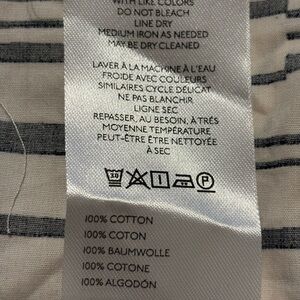 WITH LIKE COLORS
DO NOT BLEACH
LINE DRY
MEDIUM IRON AS NEEDED
MAY BE DRY CLEANED
LAVER À LA MACHINE À L'EAU
FROIDE AVEC COULEURS
SIMILAIRES CYCLE DÉLICAT
NE PAS BLANCHIR
LIGNE SEC
REPASSER, AU BESOIN, À TRÈS
MOYENNE TEMPÉRATURE
PEUT-ÊTRE ÊTRE NETTOYÉE
À SEC
30
P
100% COTTON
100% COTON
100% BAUMWOLLE
100% COTONE
100% ALGODÓN